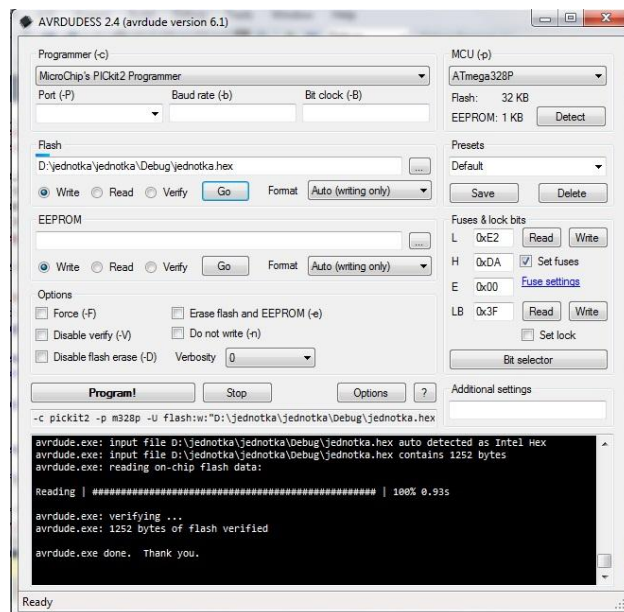 AVRDUDESS 2.4 (avrdude version 6.1)
Programmer (-c)
MicroChip's PICkit2 Programmer
Port (-P) Baud rate (-b) Bit clock (-B)
MCU (-p)
ATmega328P
Flash: 32 KB
EEPROM: 1 KB Detect
Flash
D:\jednotka\jednotka\Debug\jednotka.hex ...
Write Read Verify Go Format Auto (writing only)
Presets
Default
Save Delete
EEPROM
...
Write Read Verify Go Format Auto (writing only)
Fuses & lock bits
L 0xE2 Read Write
H 0xDA Set fuses
E 0x00 Fuse settings
LB 0x3F Read Write
Set lock
Bit selector
Options
Force (-F) Erase flash and EEPROM (-e)
Disable verify (-V) Do not write (-n)
Disable flash erase (-D) Verbosity 0
Program! Stop Options ?
Additional settings
-c pickit2 -p m328p -U flash:w:"D:\jednotka\jednotka\Debug\jednotka.hex
avrdude.exe: input file D:\jednotka\jednotka\Debug\jednotka.hex auto detected as Intel Hex
avrdude.exe: input file D:\jednotka\jednotka\Debug\jednotka.hex contains 1252 bytes
avrdude.exe: reading on-chip flash data:
Reading | ################################################## | 100% 0.93s
avrdude.exe: verifying ...
avrdude.exe: 1252 bytes of flash verified
avrdude.exe done.  Thank you.
Ready